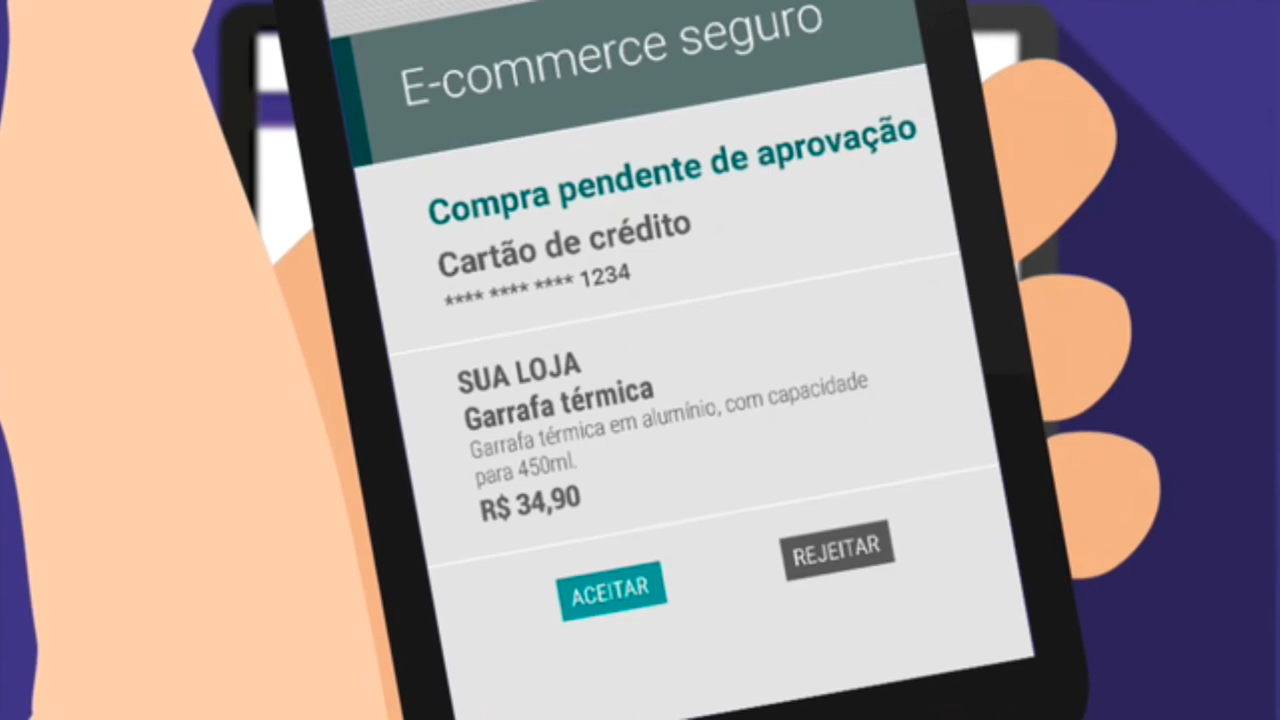 E-commerce seguro
Compra pendente de aprovação
Cartão de crédito
**** **** **** 1234
SUA LOJA
Garrafa térmica
Garrafa térmica em alumínio, com capacidade
para 450ml.
R$ 34,90
ACEITAR
REJEITAR